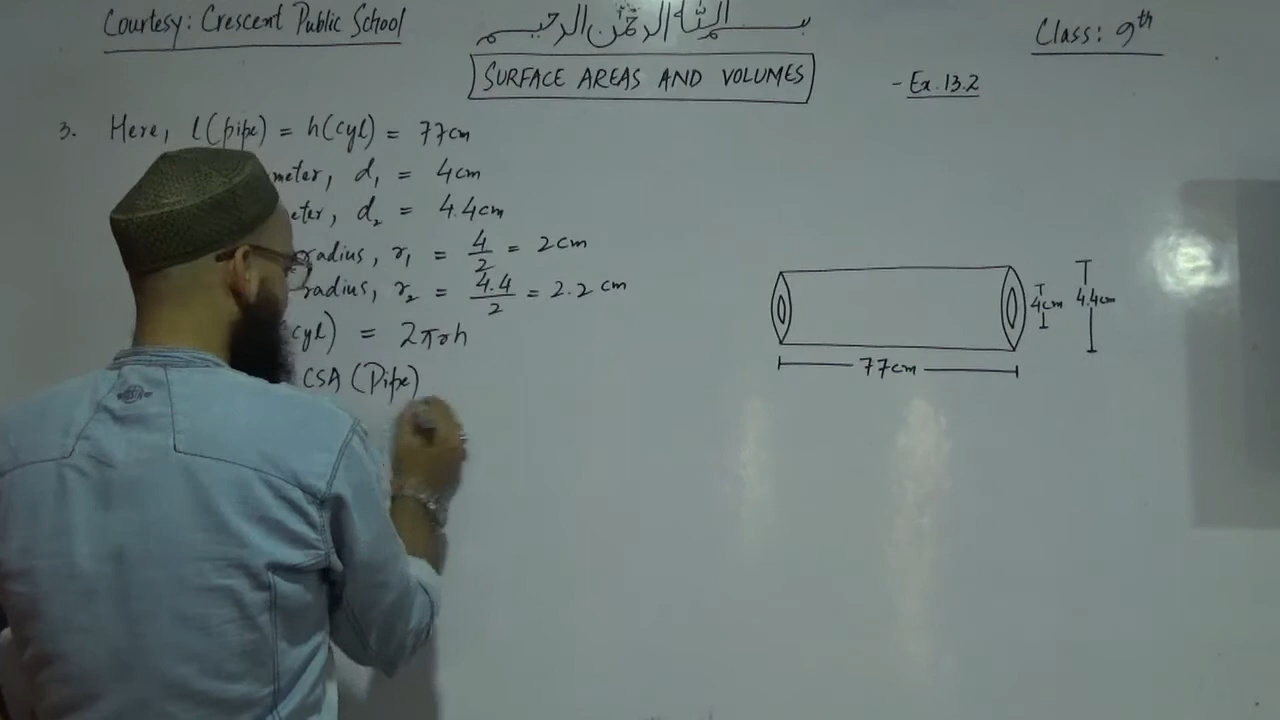 Courtesy: Crescent Public School
بسم الله الرحمن الرحيم
Class: 9th
SURFACE AREAS AND VOLUMES
- Ex. 13.2
3. Here, l(pipe) = h(cyl) = 77cm
meter, d₁ = 4cm
eter, d₂ = 4.4cm
radius, r₁ = 4/2 = 2cm
radius, r₂ = 4.4/2 = 2.2 cm
cyl) = 2πrh
CSA (Pipe)
4cm 4.4cm
77cm